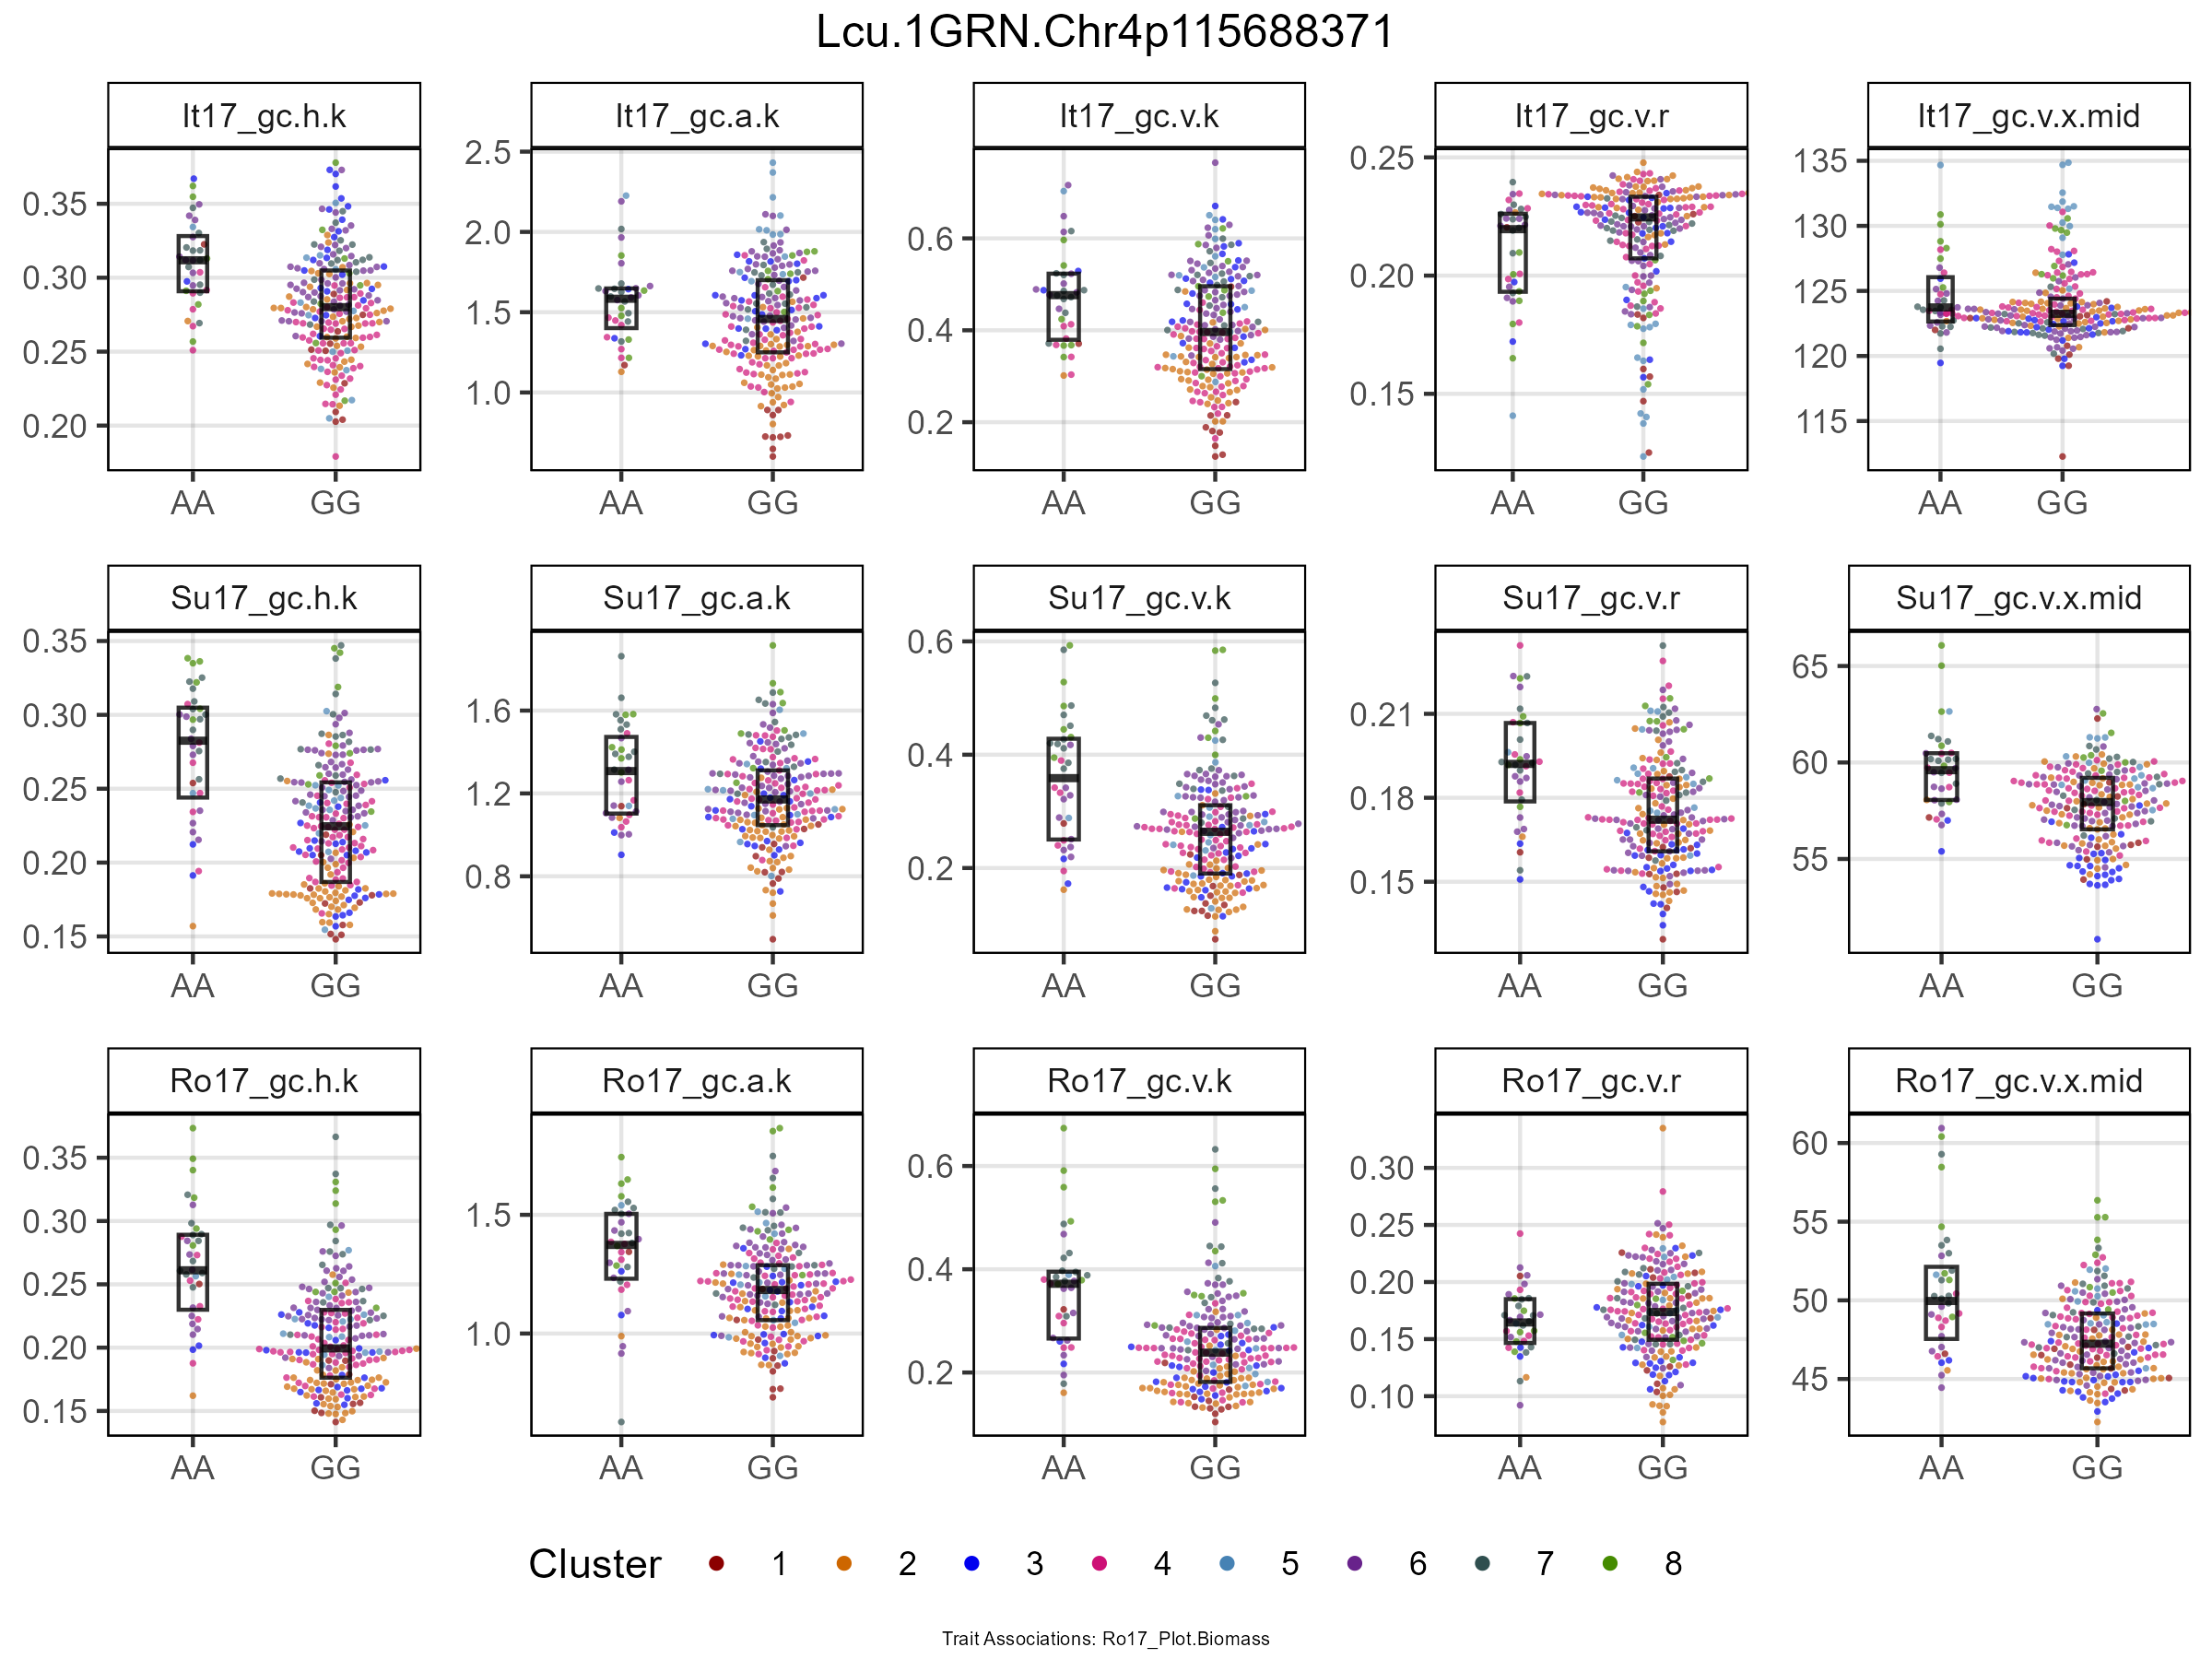 Lcu.1GRN.Chr4p115688371
It17_gc.h.k It17_gc.a.k It17_gc.v.k It17_gc.v.r It17_gc.v.x.mid
0.35 0.30 0.25 0.20
2.5 2.0 1.5 1.0
0.6 0.4 0.2
0.25 0.20 0.15
135 130 125 120 115
AA GG AA GG AA GG AA GG AA GG
Su17_gc.h.k Su17_gc.a.k Su17_gc.v.k Su17_gc.v.r Su17_gc.v.x.mid
0.35 0.30 0.25 0.20 0.15
1.6 1.2 0.8
0.6 0.4 0.2
0.21 0.18 0.15
65 60 55
AA GG AA GG AA GG AA GG AA GG
Ro17_gc.h.k Ro17_gc.a.k Ro17_gc.v.k Ro17_gc.v.r Ro17_gc.v.x.mid
0.35 0.30 0.25 0.20 0.15
1.5 1.0
0.6 0.4 0.2
0.30 0.25 0.20 0.15 0.10
60 55 50 45
AA GG AA GG AA GG AA GG AA GG
Cluster 1 2 3 4 5 6 7 8
Trait Associations: Ro17_Plot.Biomass